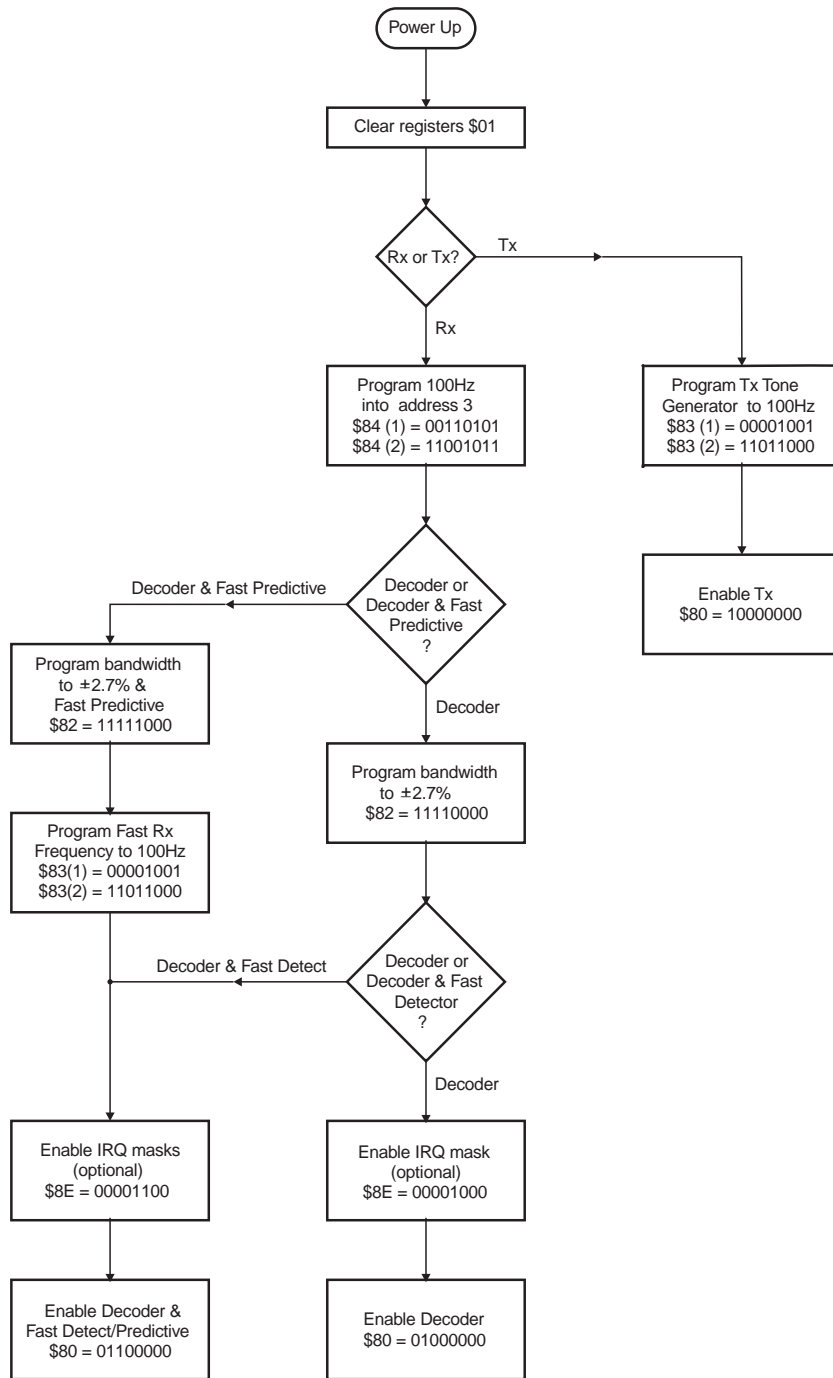 Power Up
Clear registers $01
Rx or Tx?
Tx
Rx
Program 100Hz
into address 3
$84 (1) = 00110101
$84 (2) = 11001011
Program Tx Tone
Generator to 100Hz
$83 (1) = 00001001
$83 (2) = 11011000
Enable Tx
$80 = 10000000
Decoder or
Decoder & Fast
Predictive
?
Decoder & Fast Predictive
Decoder
Program bandwidth
to ±2.7% &
Fast Predictive
$82 = 11111000
Program bandwidth
to ±2.7%
$82 = 11110000
Program Fast Rx
Frequency to 100Hz
$83(1) = 00001001
$83(2) = 11011000
Decoder or
Decoder & Fast
Detector
?
Decoder & Fast Detect
Decoder
Enable IRQ masks
(optional)
$8E = 00001100
Enable IRQ mask
(optional)
$8E = 00001000
Enable Decoder &
Fast Detect/Predictive
$80 = 01100000
Enable Decoder
$80 = 01000000